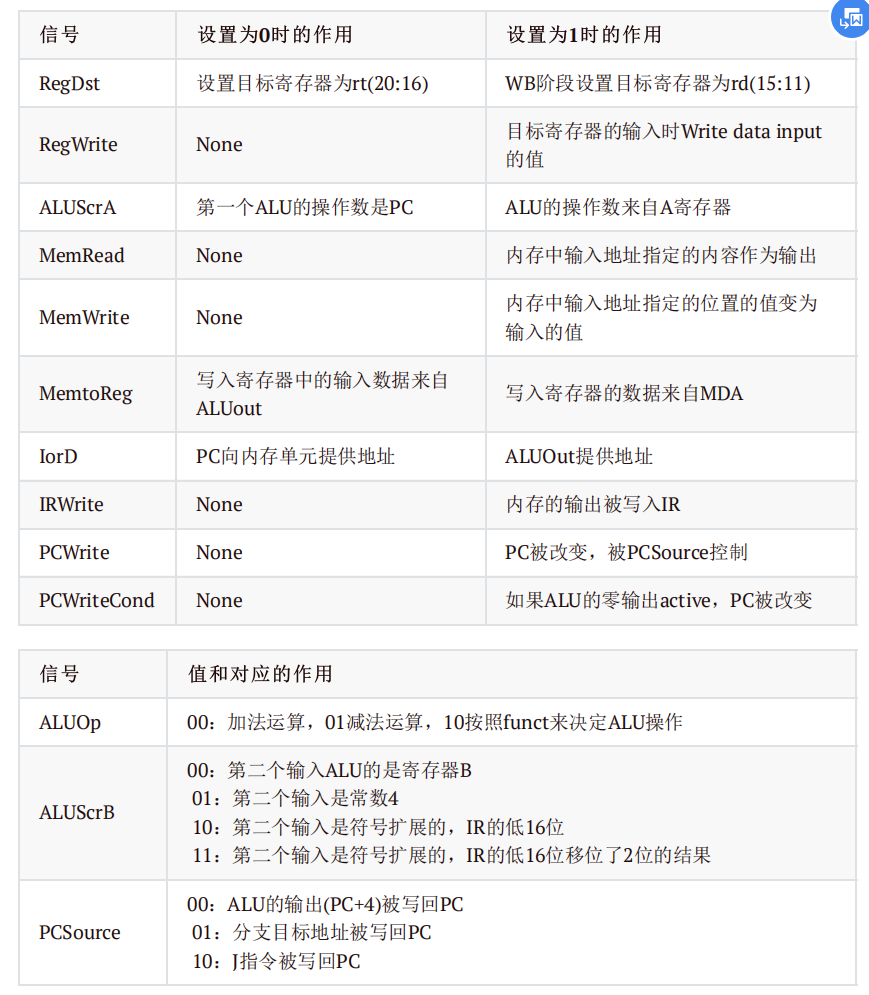 信号 设置为0时的作用 设置为1时的作用
RegDst 设置目标寄存器为rt(20:16) WB阶段设置目标寄存器为rd(15:11)
RegWrite None 目标寄存器的输入时Write data input
的值
ALUScrA 第一个ALU的操作数是PC ALU的操作数来自A寄存器
MemRead None 内存中输入地址指定的内容作为输出
MemWrite None 内存中输入地址指定的位置的值变为
输入的值
MemtoReg 写入寄存器中的输入数据来自
ALUout 写入寄存器的数据来自MDA
IorD PC向内存单元提供地址 ALUOut提供地址
IRWrite None 内存的输出被写入IR
PCWrite None PC被改变，被PCSource控制
PCWriteCond None 如果ALU的零输出active，PC被改变
信号 值和对应的作用
ALUOp 00：加法运算，01减法运算，10按照funct来决定ALU操作
ALUScrB 00：第二个输入ALU的是寄存器B
01：第二个输入是常数4
10：第二个输入是符号扩展的，IR的低16位
11：第二个输入是符号扩展的，IR的低16位移位了2位的结果
PCSource 00：ALU的输出(PC+4)被写回PC
01：分支目标地址被写回PC
10：J指令被写回PC